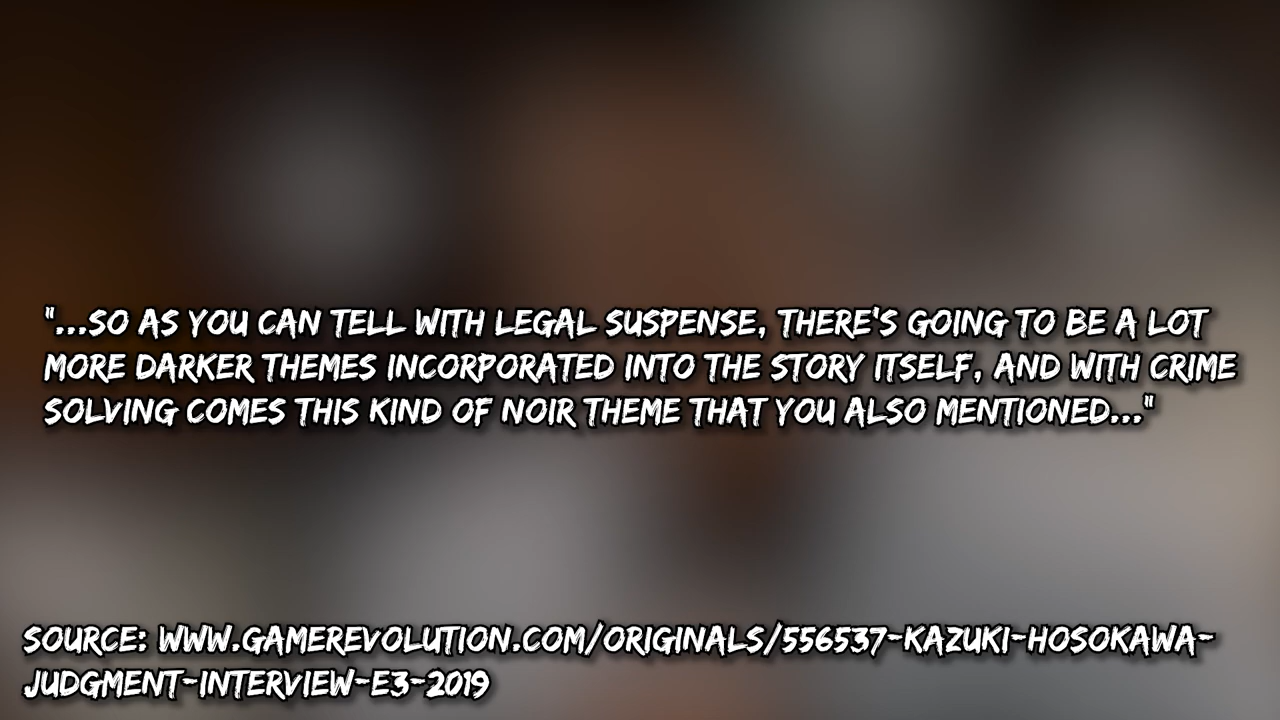 "...SO AS YOU CAN TELL WITH LEGAL SUSPENSE, THERE'S GOING TO BE A LOT
MORE DARKER THEMES INCORPORATED INTO THE STORY ITSELF, AND WITH CRIME
SOLVING COMES THIS KIND OF NOIR THEME THAT YOU ALSO MENTIONED..."
SOURCE: WWW.GAMEREVOLUTION.COM/ORIGINALS/556537-KAZUKI-HOSOKAWA-
JUDGMENT-INTERVIEW-E3-2019